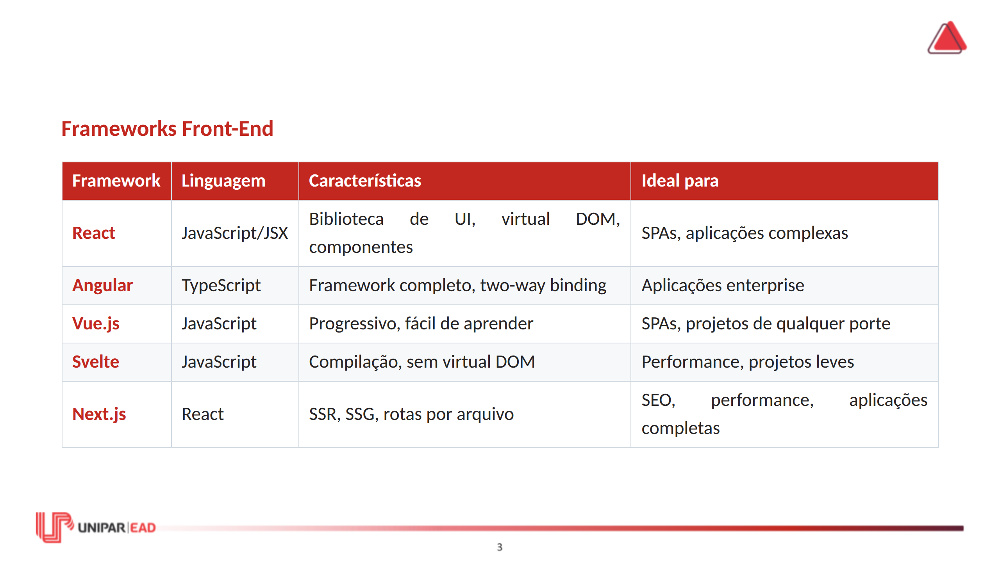 Frameworks Front-End
Framework Linguagem Características Ideal para
React JavaScript/JSX Biblioteca de UI, virtual DOM, componentes SPAs, aplicações complexas
Angular TypeScript Framework completo, two-way binding Aplicações enterprise
Vue.js JavaScript Progressivo, fácil de aprender SPAs, projetos de qualquer porte
Svelte JavaScript Compilação, sem virtual DOM Performance, projetos leves
Next.js React SSR, SSG, rotas por arquivo SEO, performance, aplicações completas
UNIPAR|EAD
3